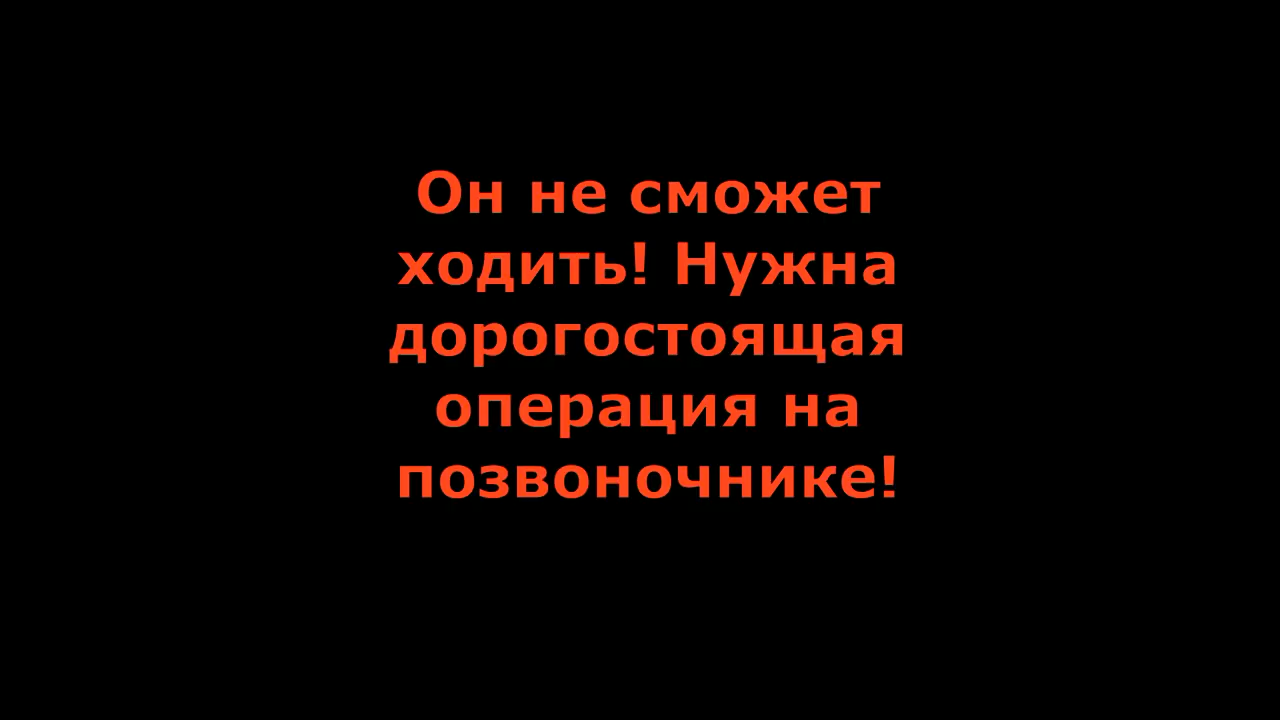 Он не сможет
ходить! Нужна
дорогостоящая
операция на
позвоночнике!